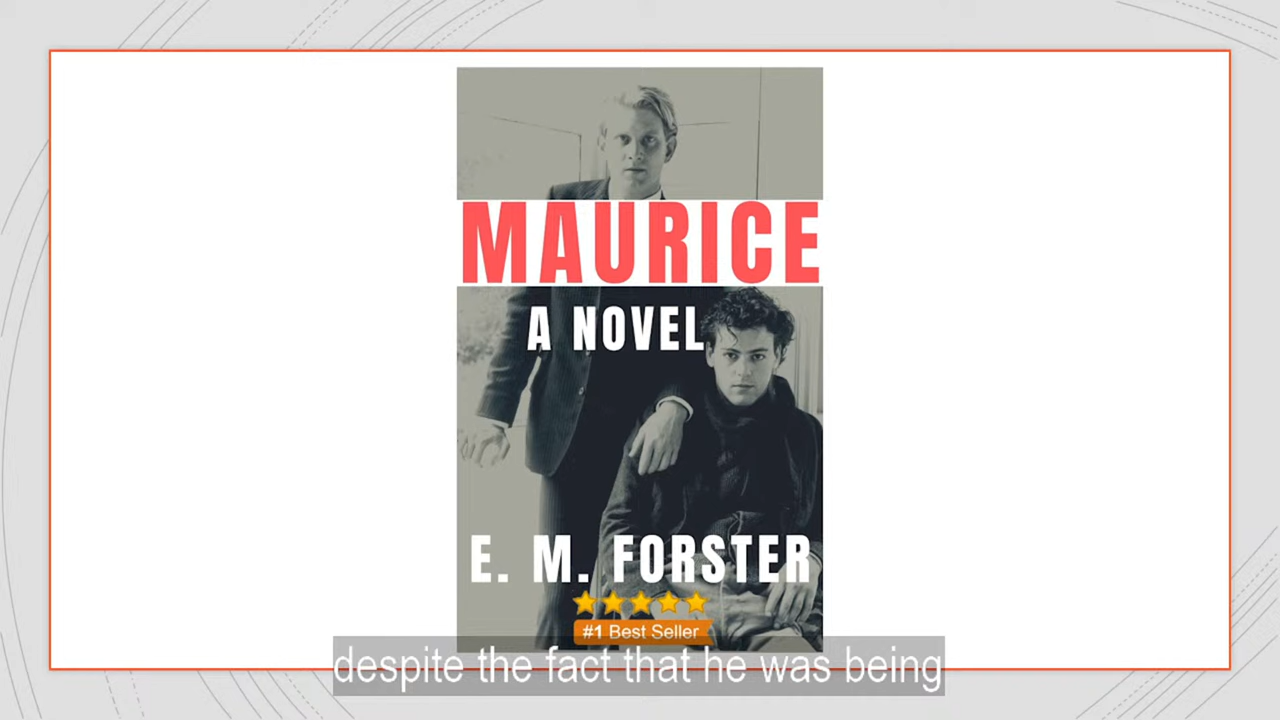 MAURICE
A NOVEL
E. M. FORSTER
#1 Best Seller
despite the fact that he was being